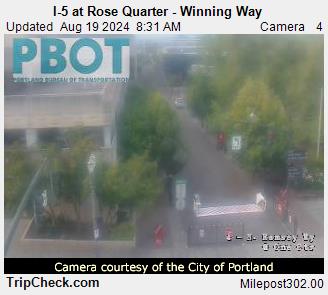 I-5 at Rose Quarter - Winning Way
Updated Aug 19 2024 8:31 AM Camera 4
PBOT
PORTLAND BUREAU OF TRANSPORTATION
Camera courtesy of the City of Portland
TripCheck.com Milepost302.00